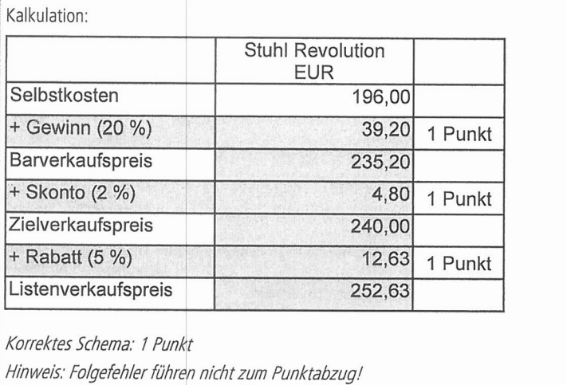 Kalkulation:
Stuhl Revolution
EUR
Selbstkosten 196,00
+ Gewinn (20 %) 39,20 1 Punkt
Barverkaufspreis 235,20
+ Skonto (2 %) 4,80 1 Punkt
Zielverkaufspreis 240,00
+ Rabatt (5 %) 12,63 1 Punkt
Listenverkaufspreis 252,63
Korrektes Schema: 1 Punkt
Hinweis: Folgefehler führen nicht zum Punktabzug!